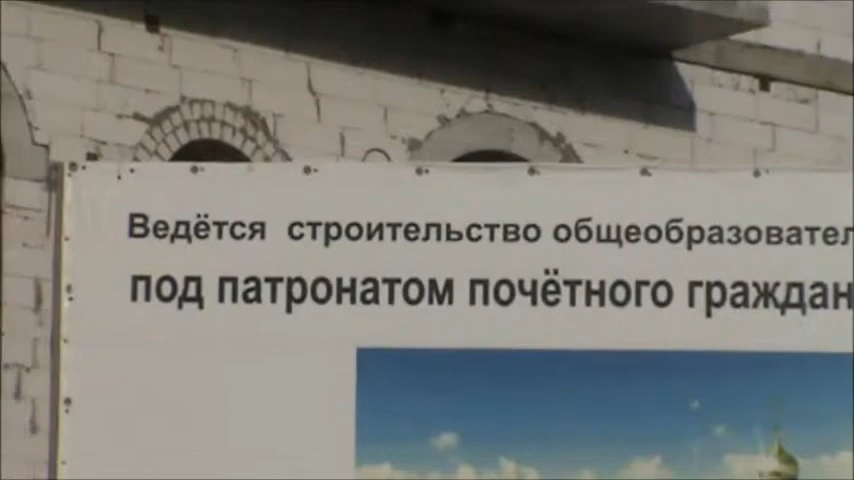 Ведётся строительство общеобразовател
под патронатом почётного граждан